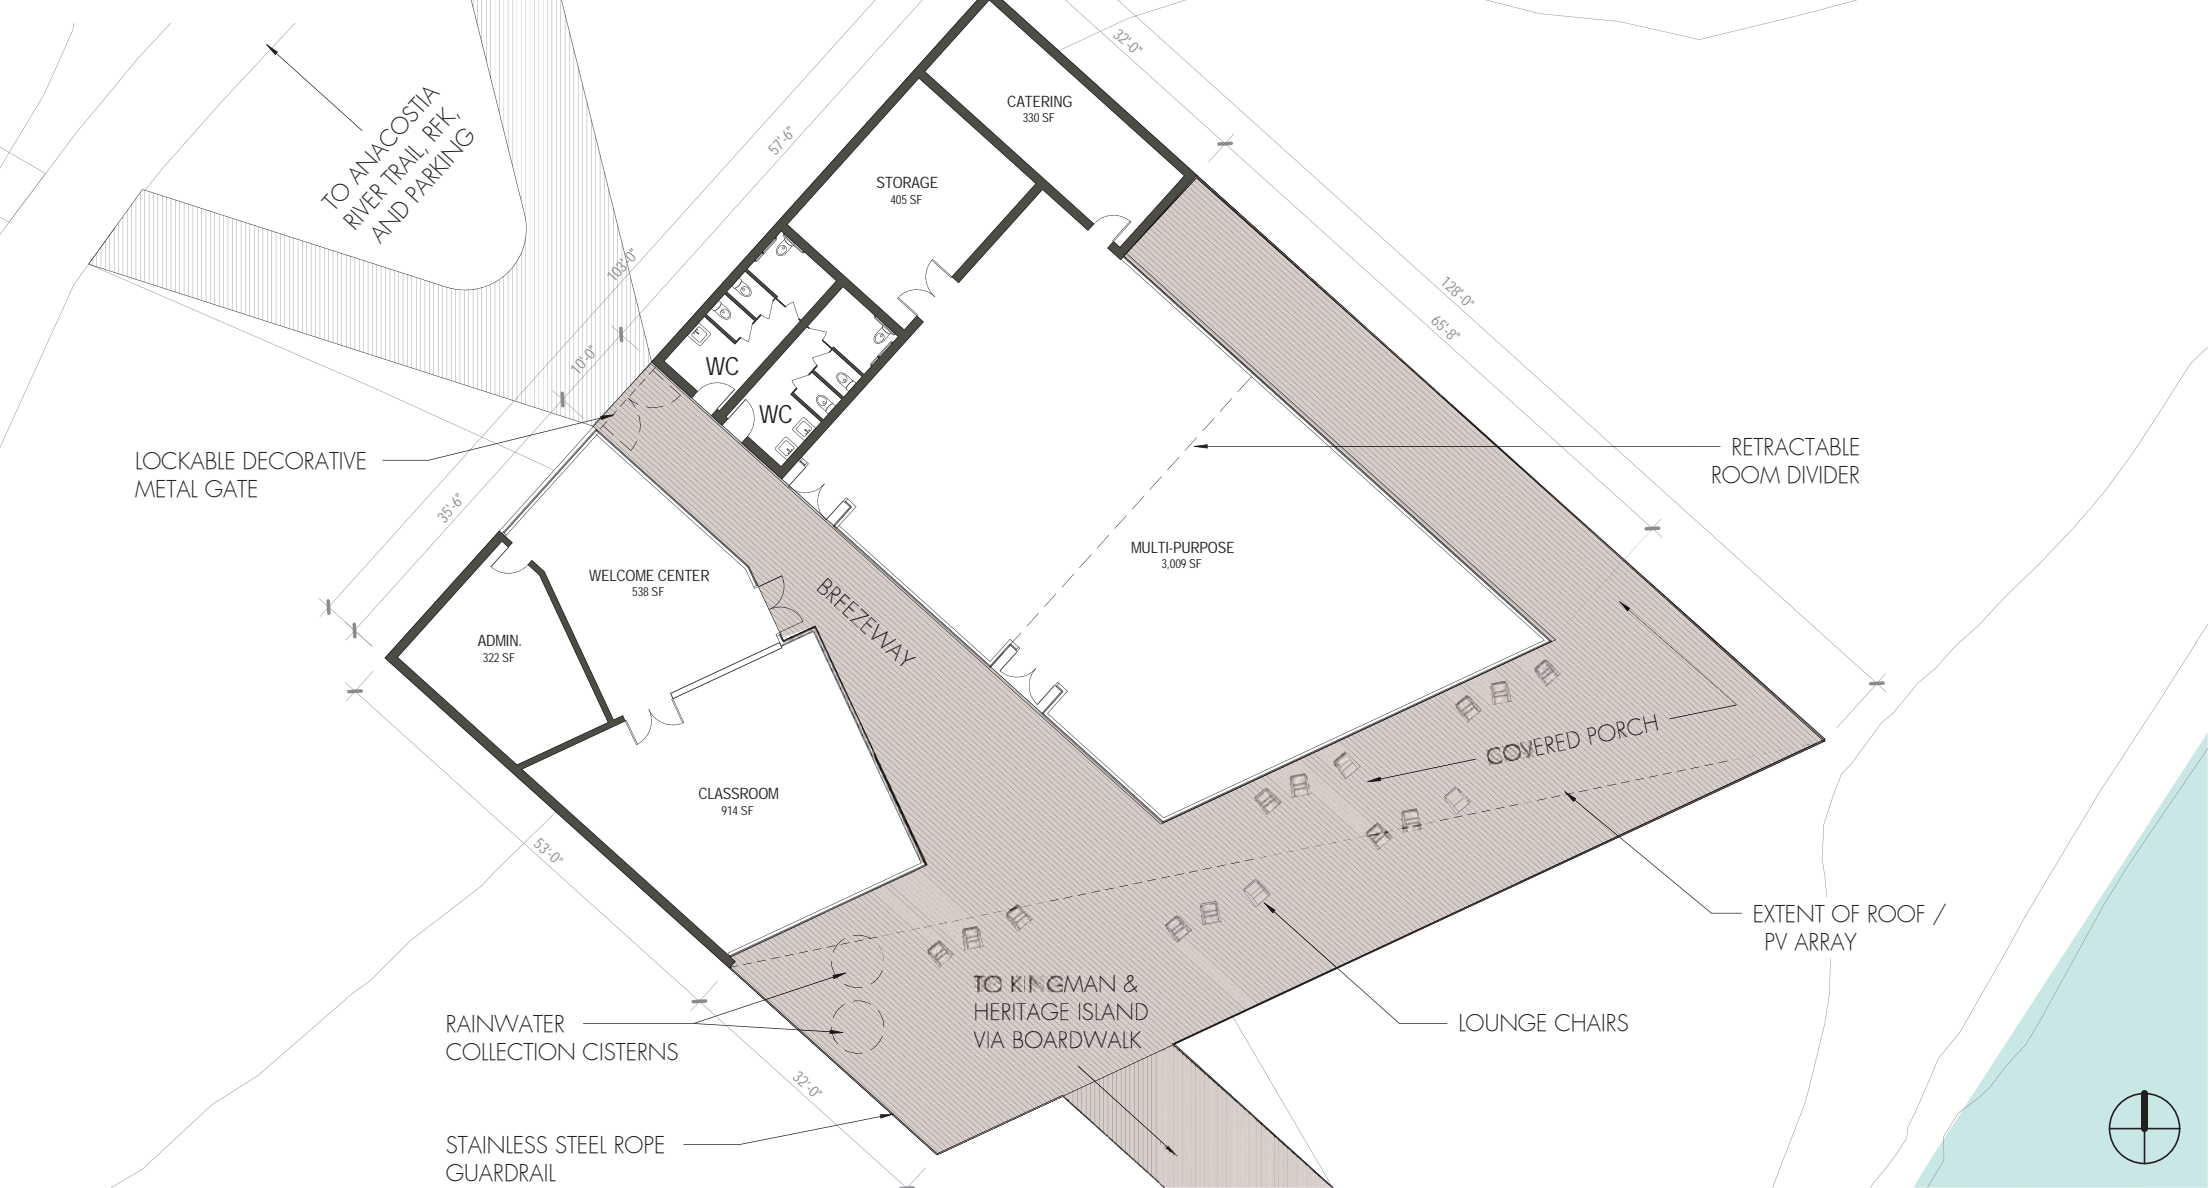 32'-0"
TO ANACOSTIA
RIVER TRAIL, RFK,
AND PARKING
57'-6"
CATERING
330 SF
STORAGE
405 SF
103'-0"
128'-0"
65'-8"
10'-0"
WC
WC
LOCKABLE DECORATIVE
METAL GATE
RETRACTABLE
ROOM DIVIDER
35'-6"
MULTI-PURPOSE
3,009 SF
WELCOME CENTER
538 SF
BREEZEWAY
ADMIN.
322 SF
COVERED PORCH
CLASSROOM
914 SF
53'-0"
EXTENT OF ROOF /
PV ARRAY
TO KINGMAN &
HERITAGE ISLAND
VIA BOARDWALK
RAINWATER
COLLECTION CISTERNS
LOUNGE CHAIRS
32'-0"
STAINLESS STEEL ROPE
GUARDRAIL